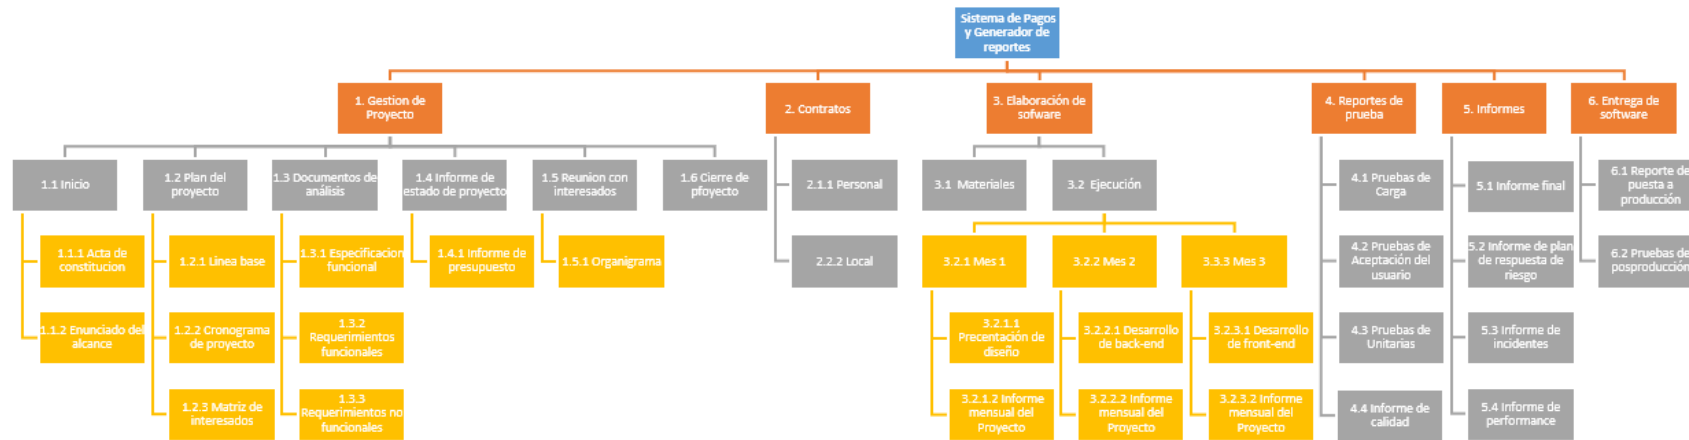 Sistema de Pagos
y Generador de
reportes
1. Gestion de
Proyecto
2. Contratos
3. Elaboración de
sofware
4. Reportes de
prueba
5. Informes
6. Entrega de
software
1.1 Inicio
1.2 Plan del
proyecto
1.3 Documentos de
análisis
1.4 Informe de
estado de proyecto
1.5 Reunion con
interesados
1.6 Cierre de
pfoyecto
2.1.1 Personal
3.1 Materiales
3.2 Ejecución
4.1 Pruebas de
Carga
5.1 Informe final
6.1 Reporte de
puesta a
producción
1.1.1 Acta de
constitucion
1.2.1 Linea base
1.3.1 Especificacion
funcional
1.4.1 Informe de
presupuesto
1.5.1 Organigrama
2.2.2 Local
3.2.1 Mes 1
3.2.2 Mes 2
3.3.3 Mes 3
4.2 Pruebas de
Aceptación del
usuario
5.2 Informe de plan
de respuesta de
riesgo
6.2 Pruebas de
posproducción
1.1.2 Enunciado del
alcance
1.2.2 Cronograma
de proyecto
1.3.2
Requerimientos
funcionales
3.2.1.1
Precentación de
diseño
3.2.2.1 Desarrollo
de back-end
3.2.3.1 Desarrollo
de front-end
4.3 Pruebas de
Unitarias
5.3 Informe de
incidentes
1.2.3 Matriz de
interesados
1.3.3
Requerimientos no
funcionales
3.2.1.2 Informe
mensual del
Proyecto
3.2.2.2 Informe
mensual del
Proyecto
3.2.3.2 Informe
mensual del
Proyecto
4.4 Informe de
calidad
5.4 Informe de
performance